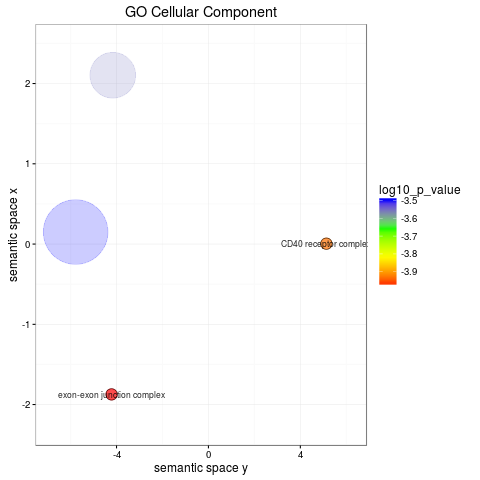 GO Cellular Component
2
1
0
-1
-2
semantic space x
CD40 receptor comple
exon-exon junction complex
-4
0
4
semantic space y
log10_p_value
-3.5
-3.6
-3.7
-3.8
-3.9